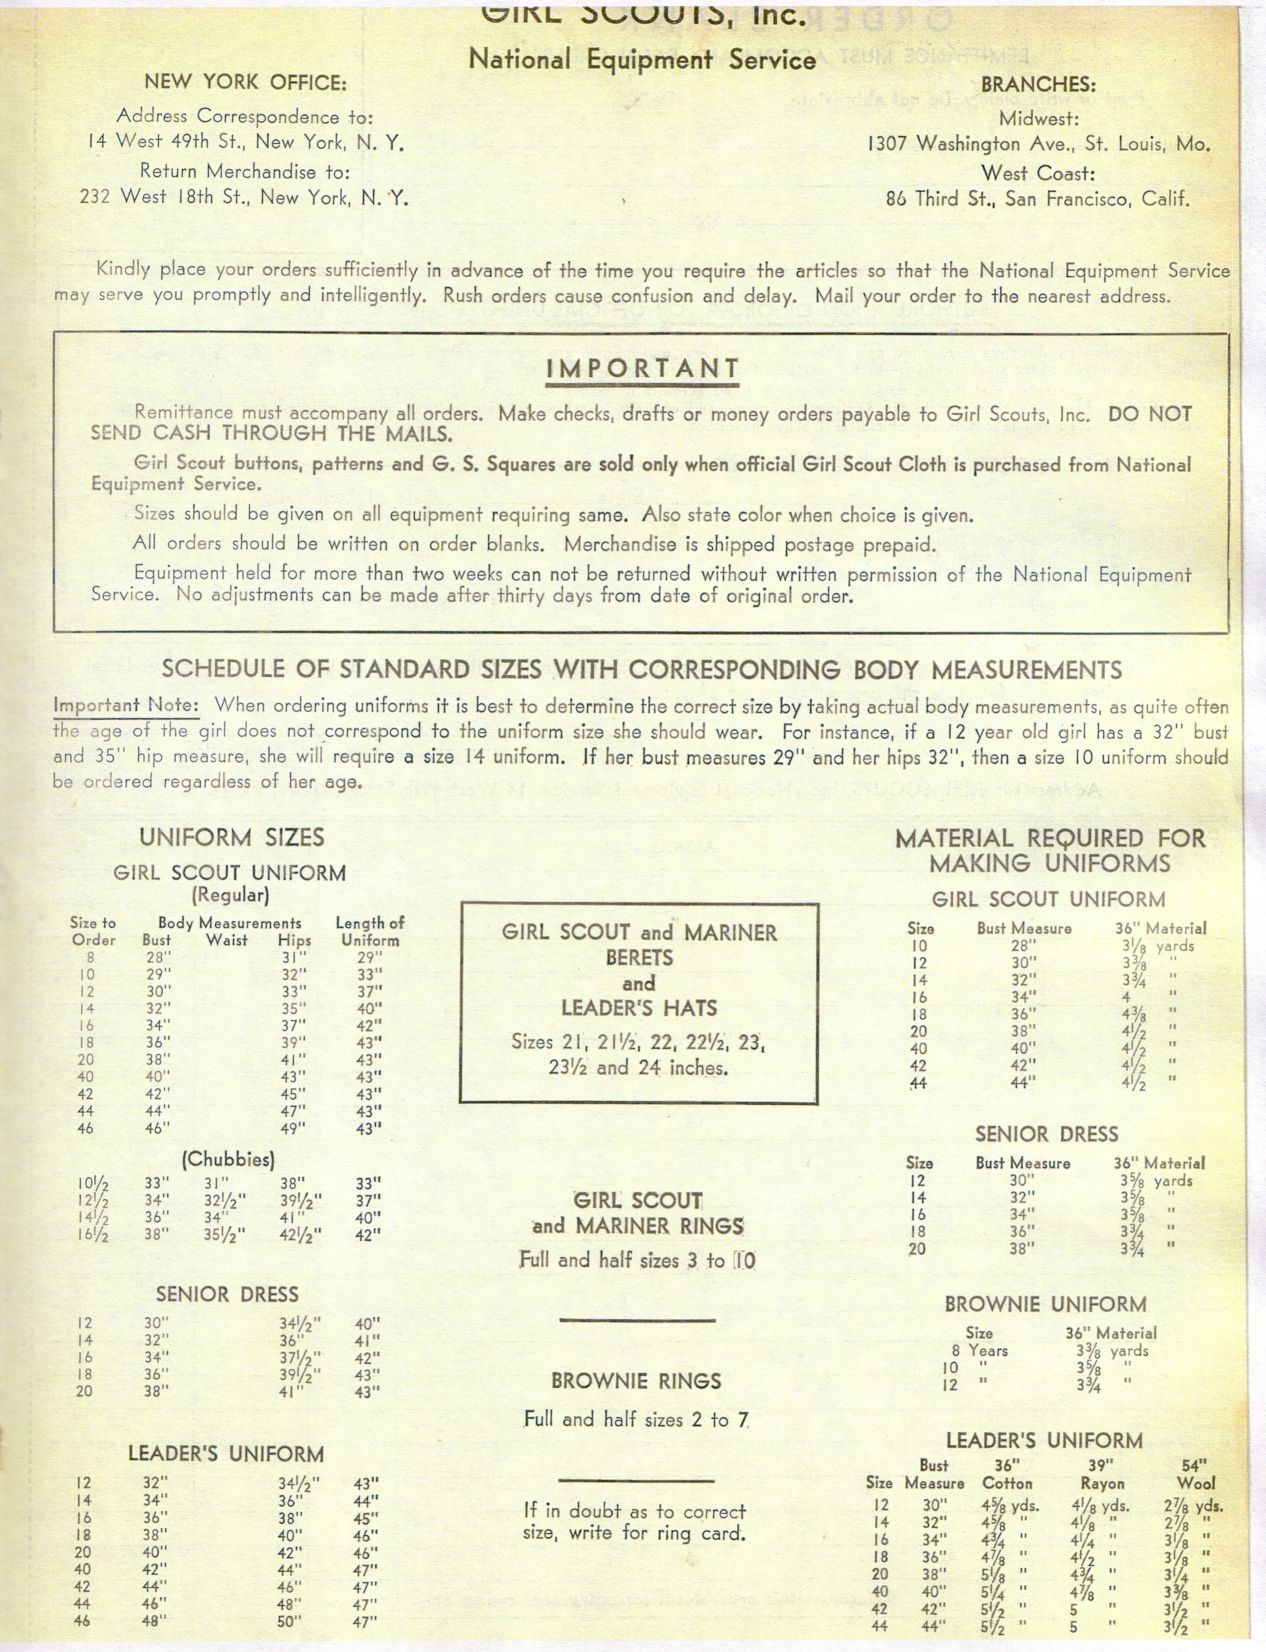 GIRL SCOUTS, Inc.
National Equipment Service
NEW YORK OFFICE:
Address Correspondence to:
14 West 49th St., New York, N. Y.
Return Merchandise to:
232 West 18th St., New York, N. Y.
BRANCHES:
Midwest:
1307 Washington Ave., St. Louis, Mo.
West Coast:
86 Third St., San Francisco, Calif.
Kindly place your orders sufficiently in advance of the time you require the articles so that the National Equipment Service
may serve you promptly and intelligently. Rush orders cause confusion and delay. Mail your order to the nearest address.
IMPORTANT
Remittance must accompany all orders. Make checks, drafts or money orders payable to Girl Scouts, Inc. DO NOT
SEND CASH THROUGH THE MAILS.
Girl Scout buttons, patterns and G. S. Squares are sold only when official Girl Scout Cloth is purchased from National
Equipment Service.
Sizes should be given on all equipment requiring same. Also state color when choice is given.
All orders should be written on order blanks. Merchandise is shipped postage prepaid.
Equipment held for more than two weeks can not be returned without written permission of the National Equipment
Service. No adjustments can be made after thirty days from date of original order.
SCHEDULE OF STANDARD SIZES WITH CORRESPONDING BODY MEASUREMENTS
Important Note: When ordering uniforms it is best to determine the correct size by taking actual body measurements, as quite often
the age of the girl does not correspond to the uniform size she should wear. For instance, if a 12 year old girl has a 32" bust
and 35" hip measure, she will require a size 14 uniform. If her bust measures 29" and her hips 32", then a size 10 uniform should
be ordered regardless of her age.
UNIFORM SIZES
GIRL SCOUT UNIFORM
(Regular)
Size to Body Measurements Length of
Order Bust Waist Hips Uniform
8 28" 31" 29"
10 29" 32" 33"
12 30" 33" 37"
14 32" 35" 40"
16 34" 37" 42"
18 36" 39" 43"
20 38" 41" 43"
40 40" 43" 43"
42 42" 45" 43"
44 44" 47" 43"
46 46" 49" 43"
(Chubbies)
10½ 33" 31" 38" 33"
12½ 34" 32½" 39½" 37"
14½ 36" 34" 41" 40"
16½ 38" 35½" 42½" 42"
SENIOR DRESS
12 30" 34½" 40"
14 32" 36" 41"
16 34" 37½" 42"
18 36" 39½" 43"
20 38" 41" 43"
LEADER'S UNIFORM
12 32" 34½" 43"
14 34" 36" 44"
16 36" 38" 45"
18 38" 40" 46"
20 40" 42" 46"
40 42" 44" 47"
42 44" 46" 47"
44 46" 48" 47"
46 48" 50" 47"
GIRL SCOUT and MARINER
BERETS
and
LEADER'S HATS
Sizes 21, 21½, 22, 22½, 23,
23½ and 24 inches.
GIRL SCOUT
and MARINER RINGS
Full and half sizes 3 to 10
BROWNIE RINGS
Full and half sizes 2 to 7
If in doubt as to correct
size, write for ring card.
MATERIAL REQUIRED FOR
MAKING UNIFORMS
GIRL SCOUT UNIFORM
Size Bust Measure 36" Material
10 28" 3⅛ yards
12 30" 3⅜ "
14 32" 3¾ "
16 34" 4 "
18 36" 4⅜ "
20 38" 4½ "
40 40" 4½ "
42 42" 4½ "
44 44" 4½ "
SENIOR DRESS
Size Bust Measure 36" Material
12 30" 3⅝ yards
14 32" 3⅝ "
16 34" 3⅝ "
18 36" 3¾ "
20 38" 3¾ "
BROWNIE UNIFORM
Size 36" Material
8 Years 3⅜ yards
10 " 3⅝ "
12 " 3¾ "
LEADER'S UNIFORM
Bust 36" 39" 54"
Size Measure Cotton Rayon Wool
12 30" 4⅝ yds. 4⅛ yds. 2⅞ yds.
14 32" 4⅝ " 4⅛ " 2⅞ "
16 34" 4¾ " 4¼ " 3⅛ "
18 36" 4⅞ " 4½ " 3⅛ "
20 38" 5⅛ " 4¾ " 3¼ "
40 40" 5¼ " 4⅞ " 3⅜ "
42 42" 5½ " 5 " 3½ "
44 44" 5½ " 5 " 3½ "